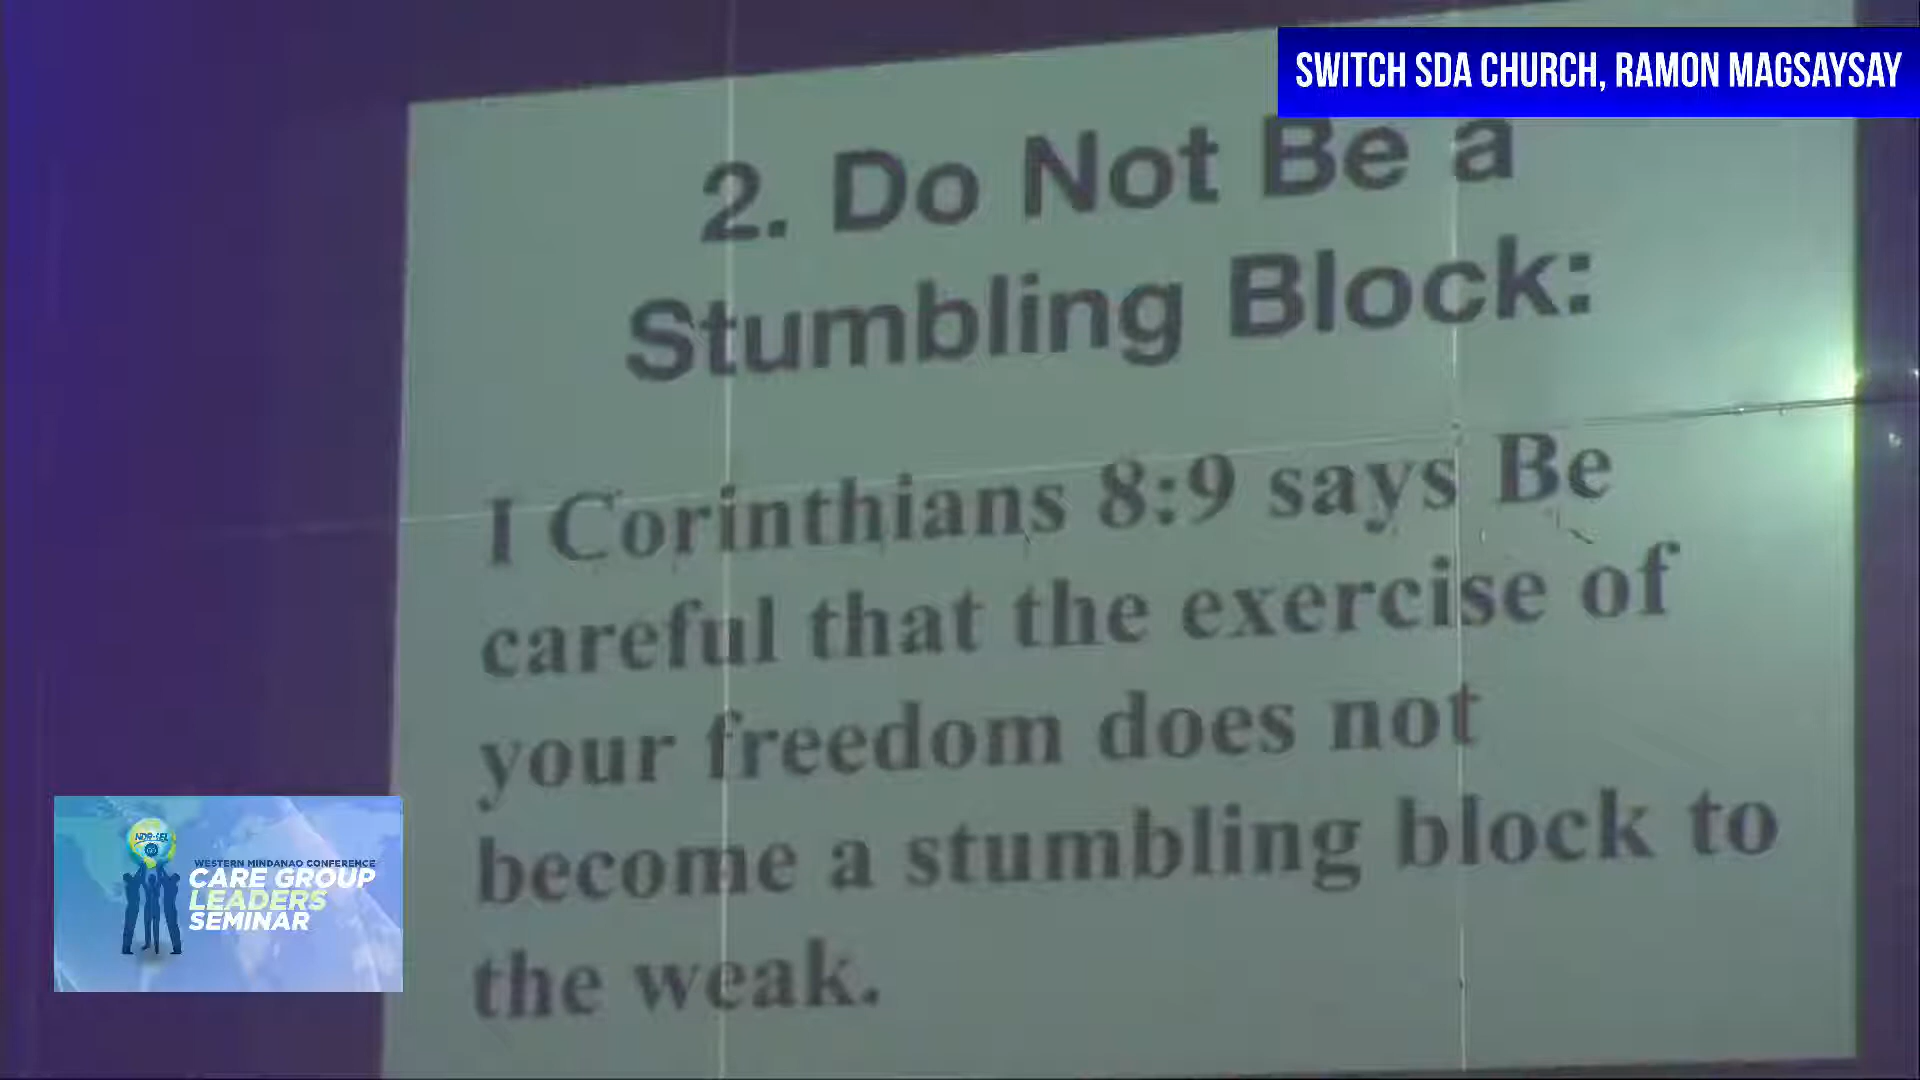 SWITCH SDA CHURCH, RAMON MAGSAYSAY
2. Do Not Be a
Stumbling Block:
I Corinthians 8:9 says Be
careful that the exercise of
your freedom does not
become a stumbling block to
the weak.
NDR-IEL
WESTERN MINDANAO CONFERENCE
CARE GROUP
LEADERS
SEMINAR